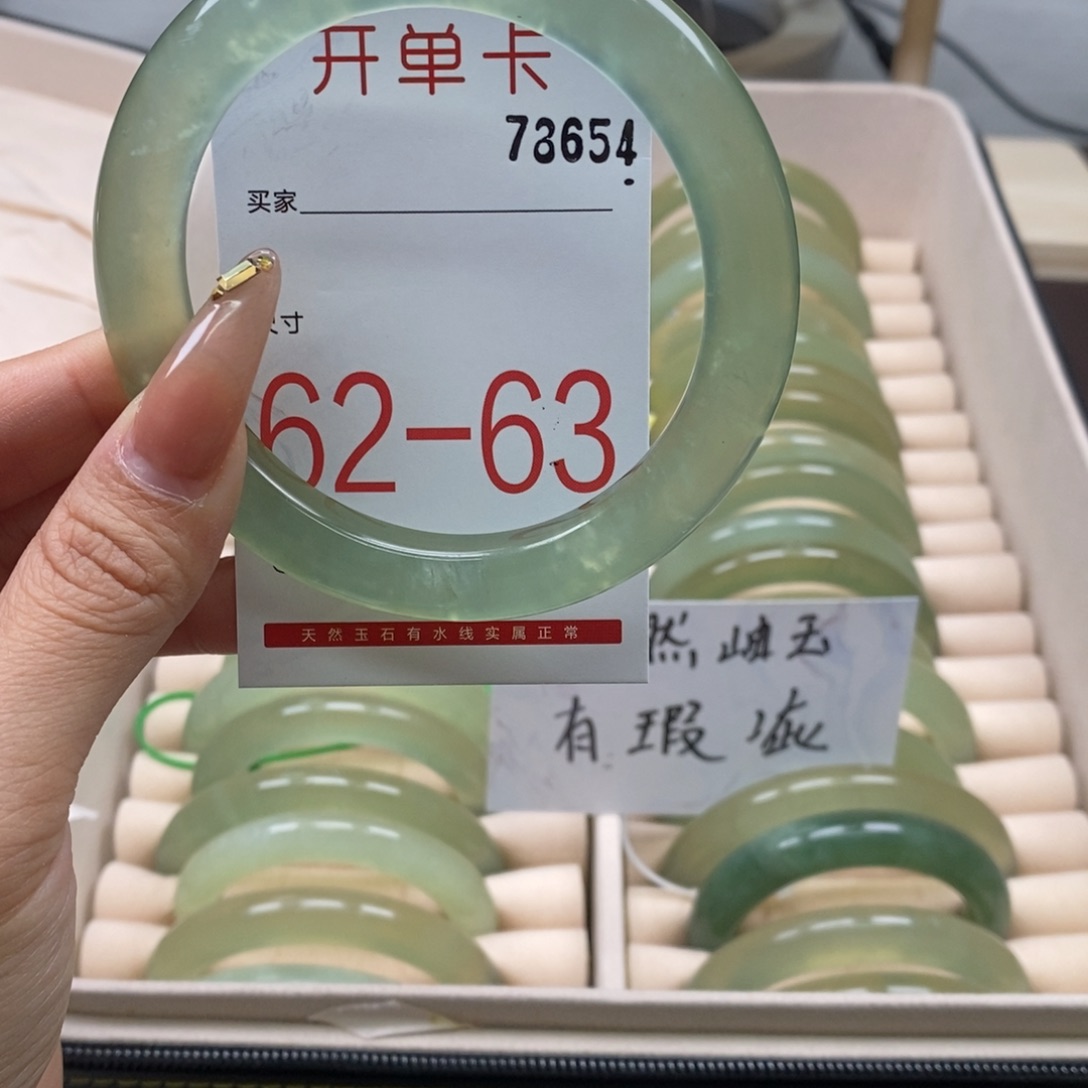 开单卡
73654
买家
尺寸
62-63
天然玉石有水线实属正常
然, 岫玉
有瑕疵